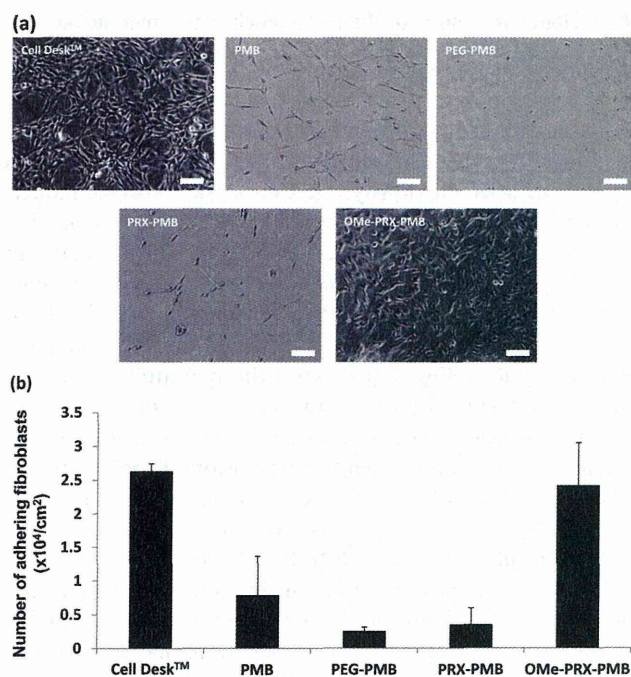 (a)
Cell Desk™
PMB
PEG-PMB
PRX-PMB
OMe-PRX-PMB
(b)
Number of adhering fibroblasts
(x10⁴/cm²)
3.5
3
2.5
2
1.5
1
0.5
0
Cell Desk™ PMB PEG-PMB PRX-PMB OMe-PRX-PMB